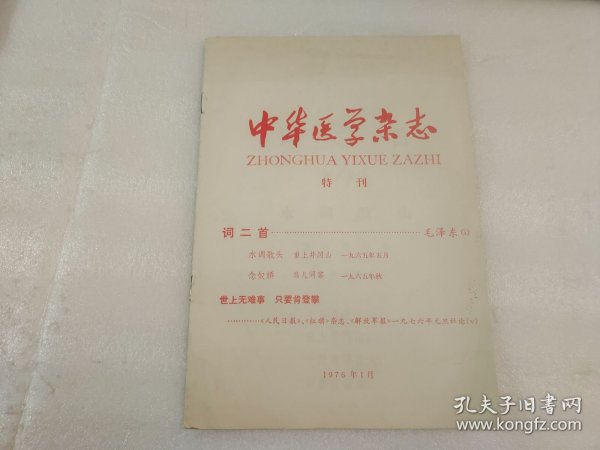 中华医学杂志
ZHONGHUA YIXUE ZAZHI
特刊
词二首……………………………………毛泽东(i)
水调歌头 重上井冈山 一九六五年五月
念奴娇 鸟儿问答 一九六五年秋
世上无难事 只要肯登攀
…………《人民日报》、《红旗》杂志、《解放军报》一九七六年元旦社论(v)
1976年1月
孔夫子旧书网
www.kongfz.com